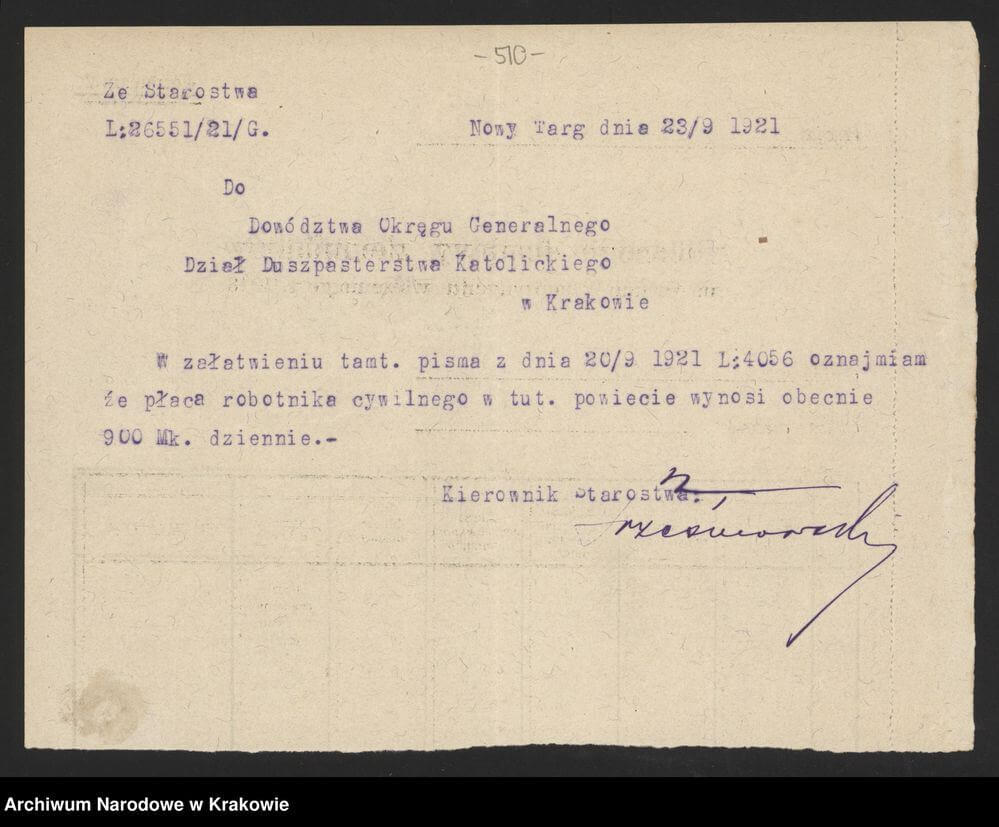 -510-
Ze Starostwa
L:26551/21/G.
Nowy Targ dnia 23/9 1921
Do
Dowództwa Okręgu Generalnego
Dział Duszpasterstwa Katolickiego
w Krakowie
W załatwieniu tamt. pisma z dnia 20/9 1921 L:4056 oznajmiam
że płaca robotnika cywilnego w tut. powiecie wynosi obecnie
900 Mk. dziennie.-
Kierownik Starostwa:
Archiwum Narodowe w Krakowie